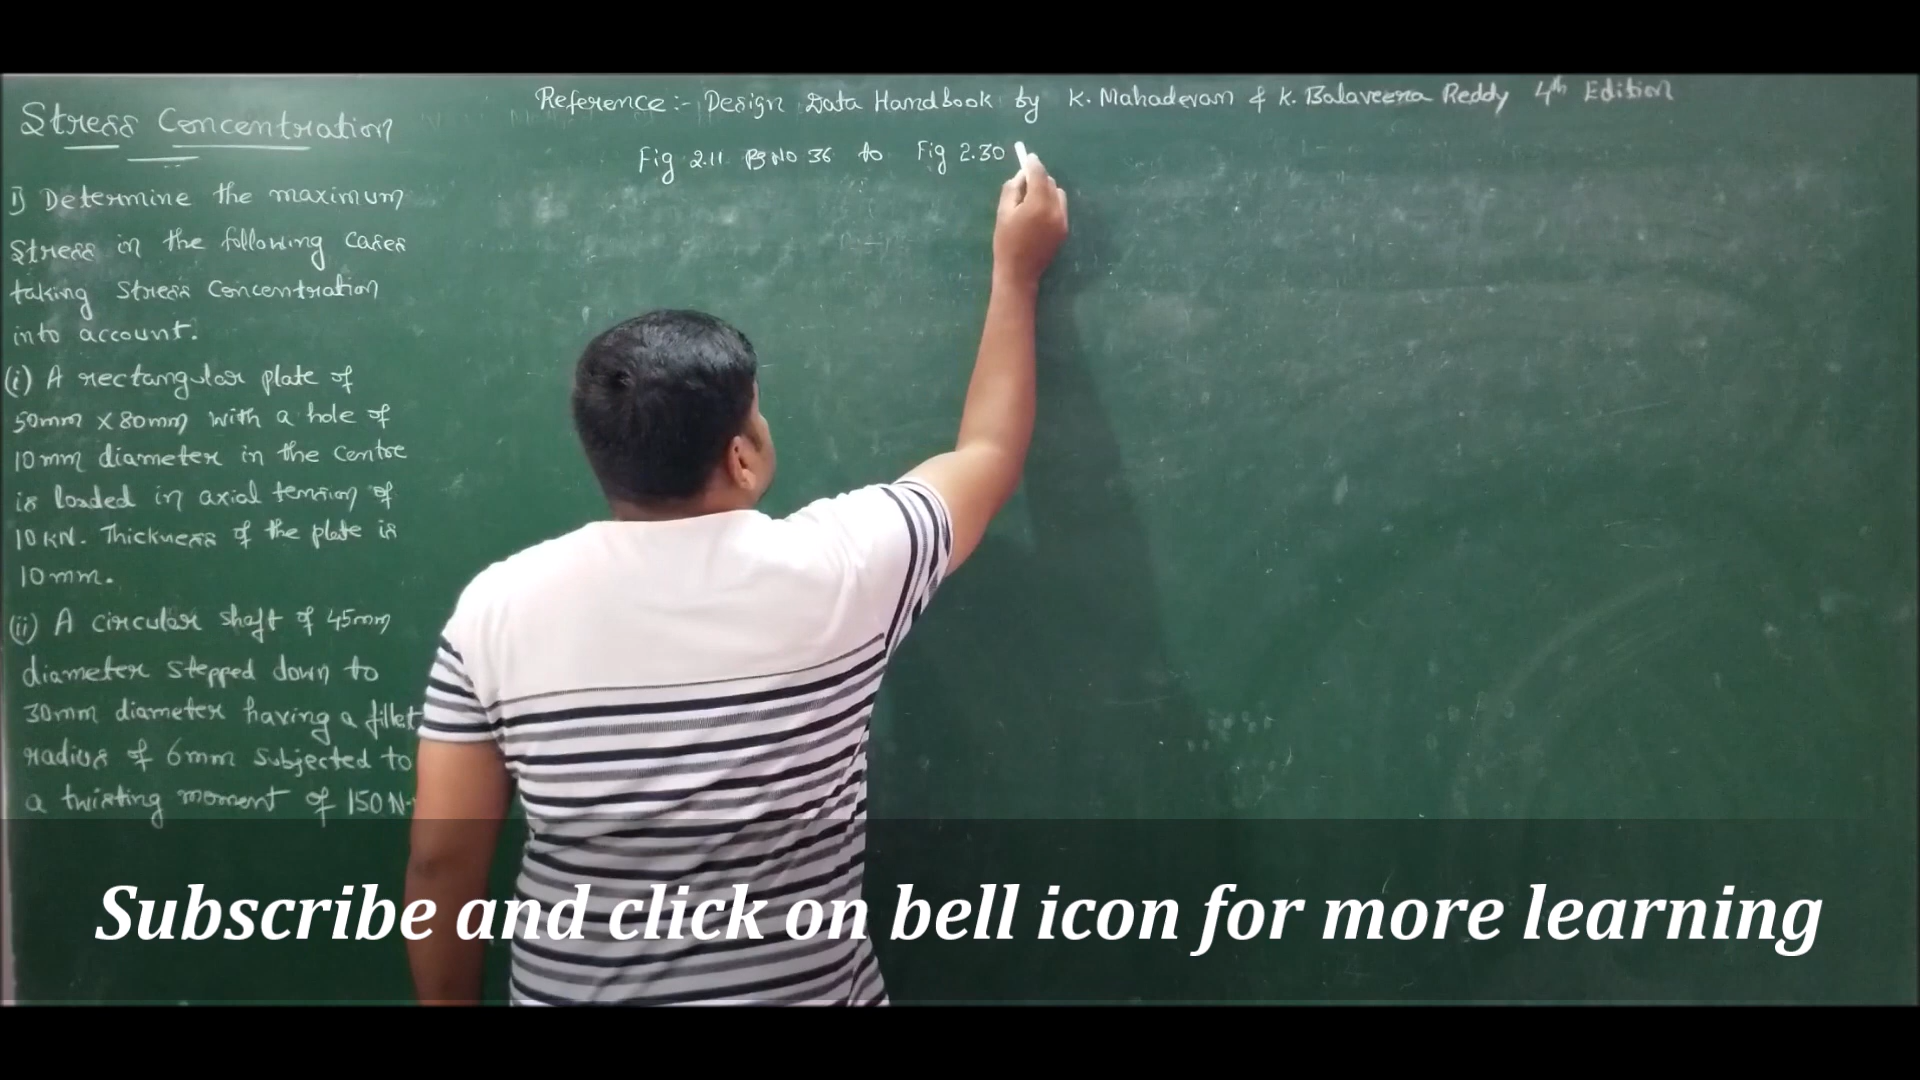 Stress Concentration
Reference:- Design Data Handbook by K. Mahadevan & K. Balaveera Reddy 4th Edition
Fig 2.11 Pg No 36 to Fig 2.30
1) Determine the maximum
stress in the following cases
taking stress concentration
into account.
(i) A rectangular plate of
50mm x 80mm with a hole of
10mm diameter in the centre
is loaded in axial tension of
10 KN. Thickness of the plate is
10mm.
(ii) A circular shaft of 45mm
diameter stepped down to
30mm diameter having a fillet
radius of 6mm subjected to
a twisting moment of 150 N-
Subscribe and click on bell icon for more learning